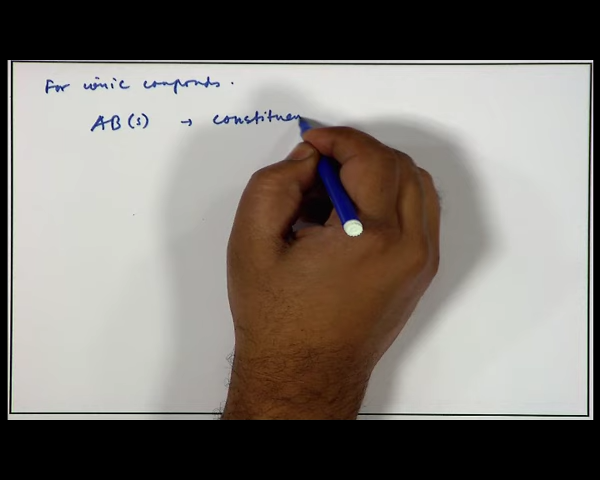 For ionic compounds.
AB(s) → constituen